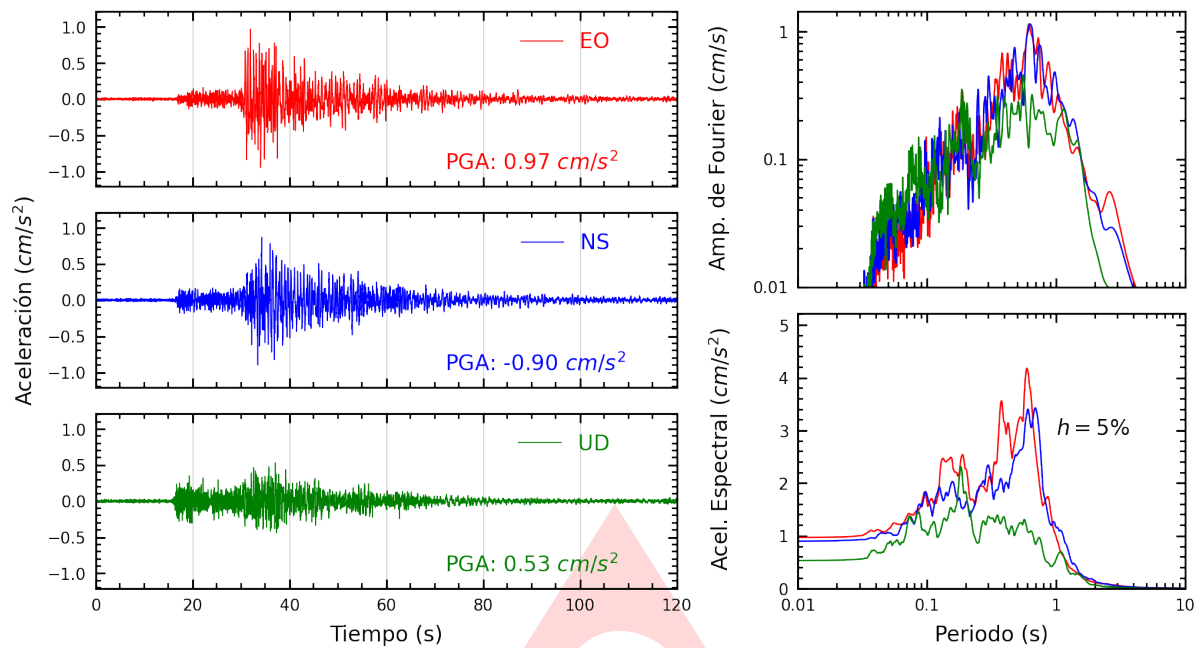 Aceleración (cm/s²)
1.0
0.5
0.0
−0.5
−1.0
EO
PGA: 0.97 cm/s²
1.0
0.5
0.0
−0.5
−1.0
NS
PGA: -0.90 cm/s²
1.0
0.5
0.0
−0.5
−1.0
UD
PGA: 0.53 cm/s²
0 20 40 60 80 100 120
Tiempo (s)
Amp. de Fourier (cm/s)
1
0.1
0.01
Acel. Espectral (cm/s²)
5
4
3
2
1
0
h = 5%
0.01 0.1 1 10
Periodo (s)